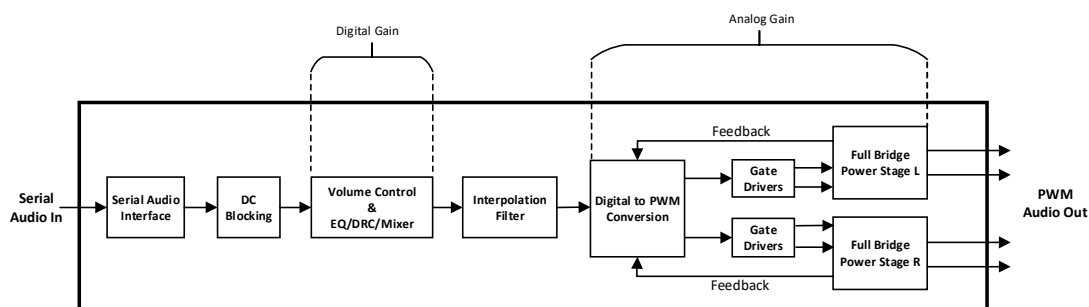 Digital Gain
Analog Gain
Feedback
Serial
Audio In
Serial Audio
Interface
DC
Blocking
Volume Control
&
EQ/DRC/Mixer
Interpolation
Filter
Digital to PWM
Conversion
Gate
Drivers
Full Bridge
Power Stage L
Gate
Drivers
Full Bridge
Power Stage R
Feedback
PWM
Audio Out